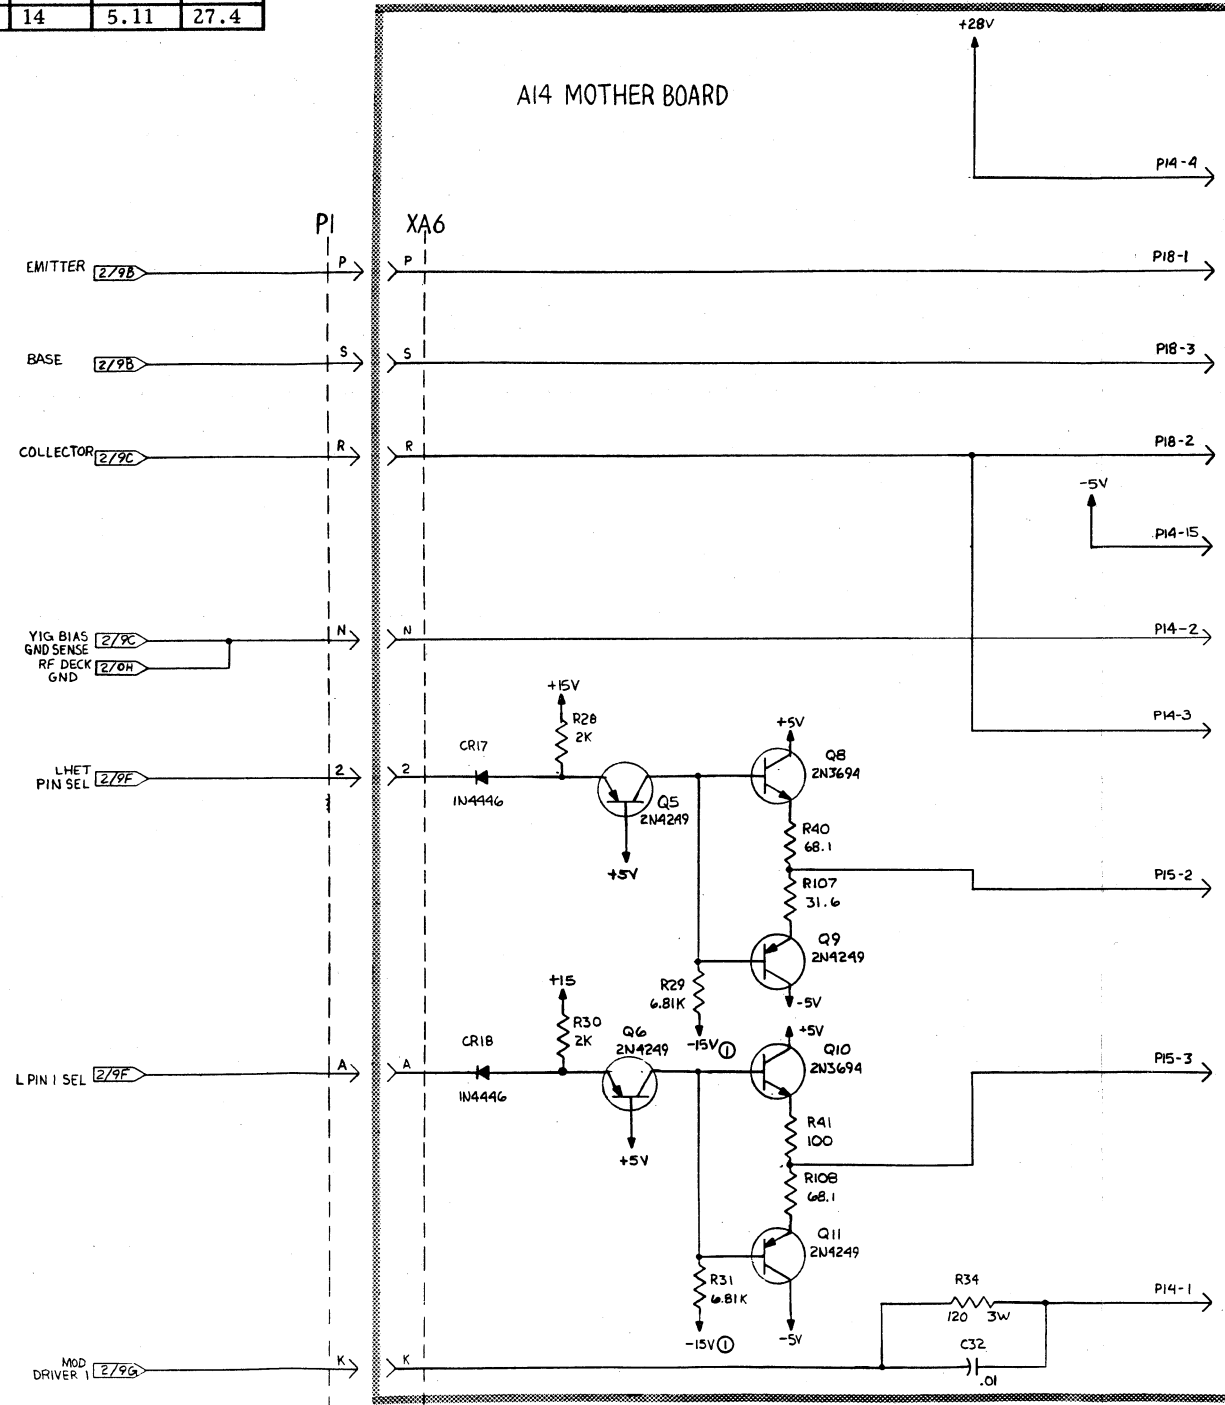 14 5.11 27.4
+28V
A14 MOTHER BOARD
P14-4
P1 XA6
EMITTER 2/9B P P P18-1
BASE 2/9B S S P18-3
COLLECTOR 2/9C R R P18-2
-5V
P14-15
YIG BIAS
GND SENSE 2/9C N N P14-2
RF DECK
GND 2/0H
+15V
R28
2K
+5V
P14-3
CR17
Q8
2N3694
LHET
PIN SEL 2/9F 2 2
1N4446
Q5
2N4249
R40
68.1
+5V
P15-2
R107
31.6
Q9
2N4249
+15
R29
6.81K
-5V
R30
2K
Q6
2N4249
-15V 1
+5V
CR18
Q10
2N3694
L PIN 1 SEL 2/9F A A P15-3
1N4446
R41
100
+5V
R108
68.1
Q11
2N4249
R31
6.81K
R34
120 3W
P14-1
-15V 1
-5V
C32
.01
MOD
DRIVER 1 2/9G K K